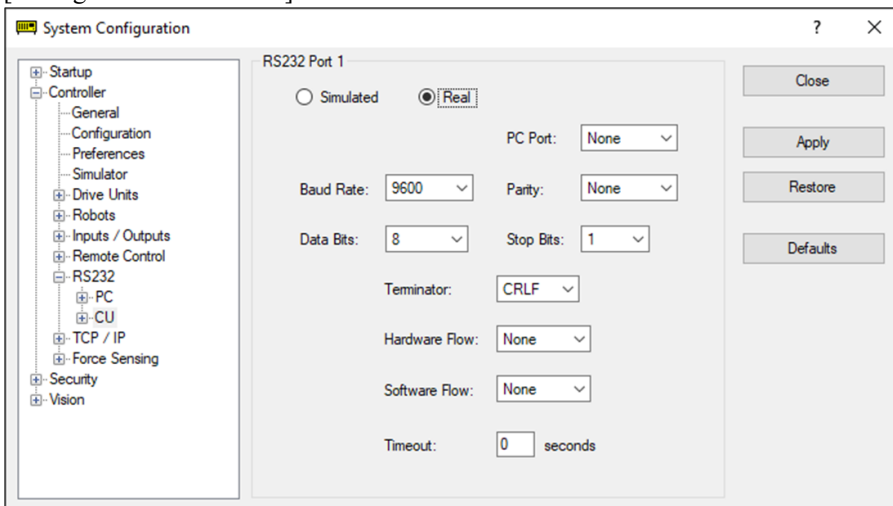 System Configuration
?
Startup
Controller
General
Configuration
Preferences
Simulator
Drive Units
Robots
Inputs / Outputs
Remote Control
RS232
PC
CU
TCP / IP
Force Sensing
Security
Vision
RS232 Port 1
Simulated Real
PC Port: None
Baud Rate: 9600 Parity: None
Data Bits: 8 Stop Bits: 1
Terminator: CRLF
Hardware Flow: None
Software Flow: None
Timeout: 0 seconds
Close
Apply
Restore
Defaults